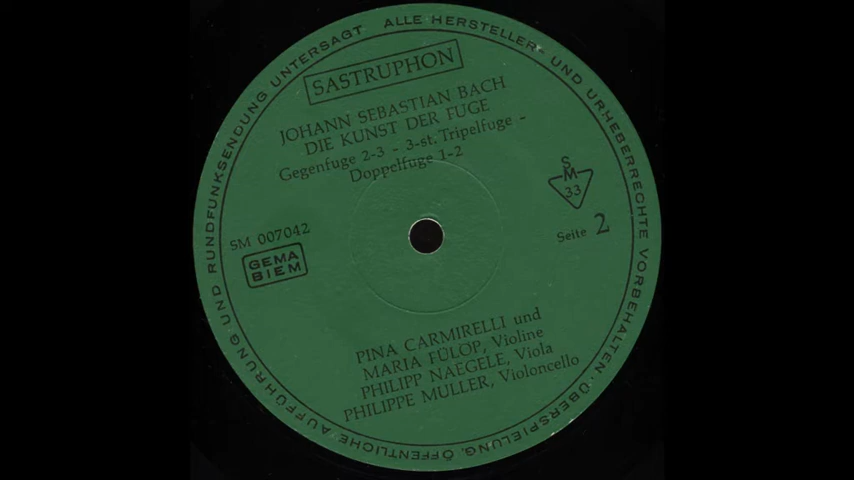 ALLE HERSTELLER- UND URHEBERRECHTE VORBEHALTEN · ÜBERSPIELUNG, ÖFFENTLICHE AUFFÜHRUNG UND RUNDFUNKSENDUNG UNTERSAGT
SASTRUPHON
JOHANN SEBASTIAN BACH
DIE KUNST DER FUGE
Gegenfuge 2-3 - 3-st. Tripelfuge -
Doppelfuge 1-2
SM 007042
GEMA
BIEM
S
M
33
Seite 2
PINA CARMIRELLI und
MARIA FÜLÖP, Violine
PHILIPP NAEGELE, Viola
PHILIPPE MULLER, Violoncello